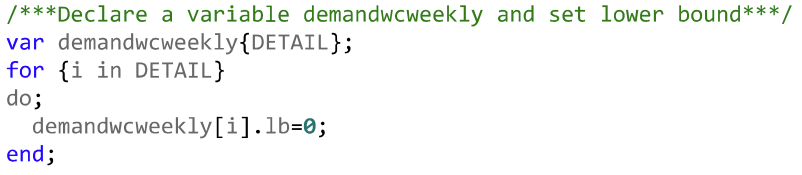 /***Declare a variable demandwcweekly and set lower bound***/
var demandwcweekly{DETAIL};
for {i in DETAIL}
do;
  demandwcweekly[i].lb=0;
end;